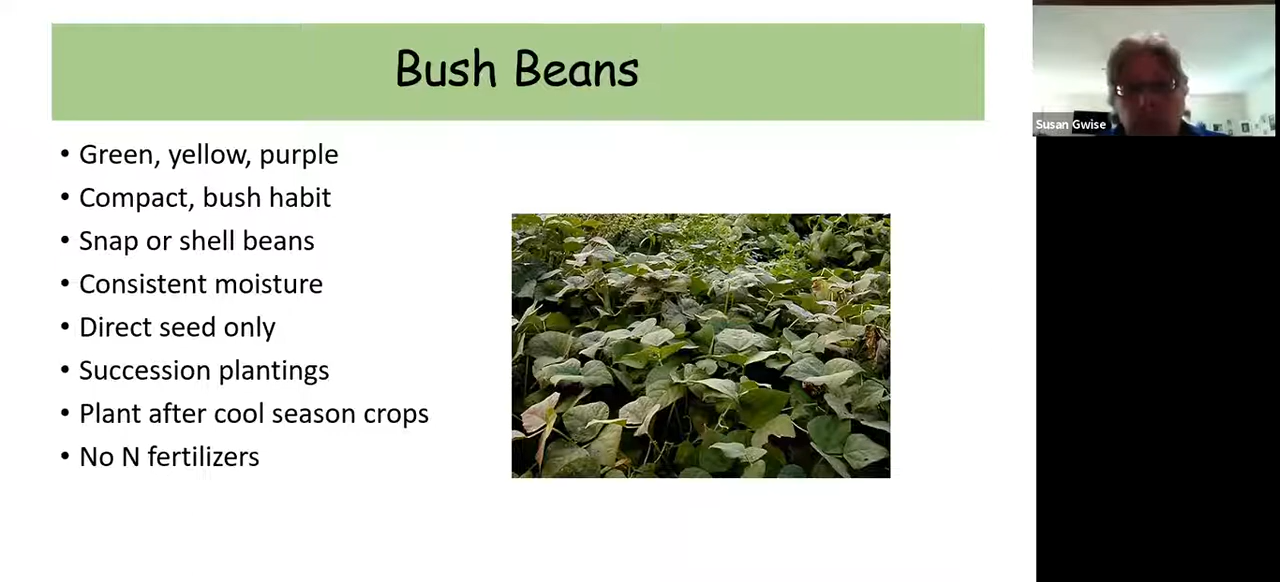 Bush Beans
• Green, yellow, purple
• Compact, bush habit
• Snap or shell beans
• Consistent moisture
• Direct seed only
• Succession plantings
• Plant after cool season crops
• No N fertilizers
Susan Gwise